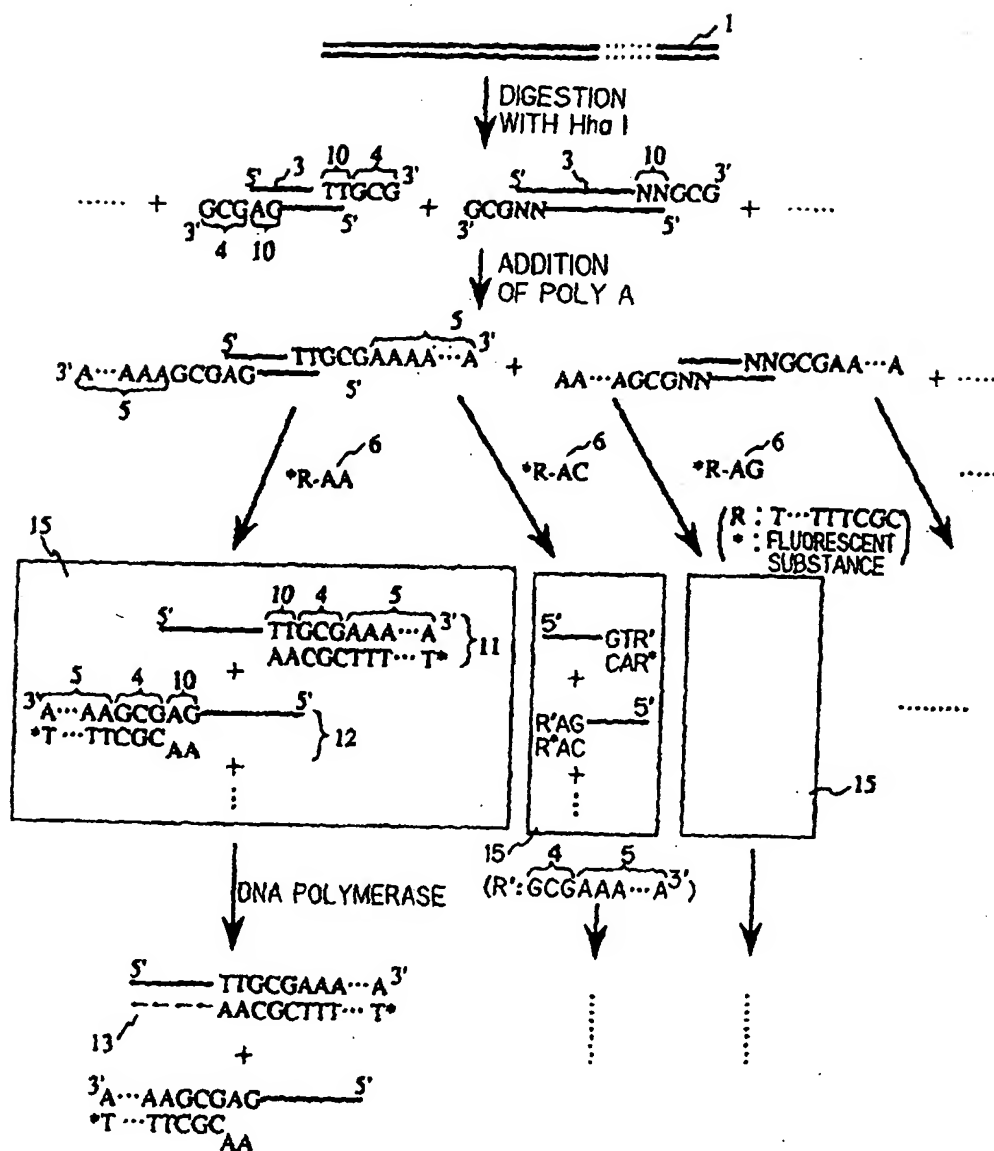 1
DIGESTION
WITH Hha I
3 10 4
5' TTGCG 3'
...... + GCGAG 5' +
3' 4 10
3 10
5' NNGCG 3'
GCGNN 5' + ......
3'
ADDITION
OF POLY A
5
5' TTGCGAAAA···A 3'
3' A···AAAGCGAG 5'
5
+ NNGCGAA···A
AA···AGCGNN + ......
*R-AA 6
*R-AC 6
*R-AG 6
......
(R : T···TTTCGC
* : FLUORESCENT
SUBSTANCE)
15
10 4 5
5' TTGCGAAA···A 3'
AACGCTTT···T* 11
+
5 4 10
3' A···AAGCGAG 5'
*T···TTCGC AA 12
+
⋮
5'
GTR'
CAR*
+
5'
R'AG
R*AC
+
⋮
15
15
.........
4 5
(R': GCGAAA···A 3')
DNA POLYMERASE
5' TTGCGAAA···A 3'
AACGCTTT···T*
13
+
3' A···AAGCGAG 5'
*T···TTCGC
AA